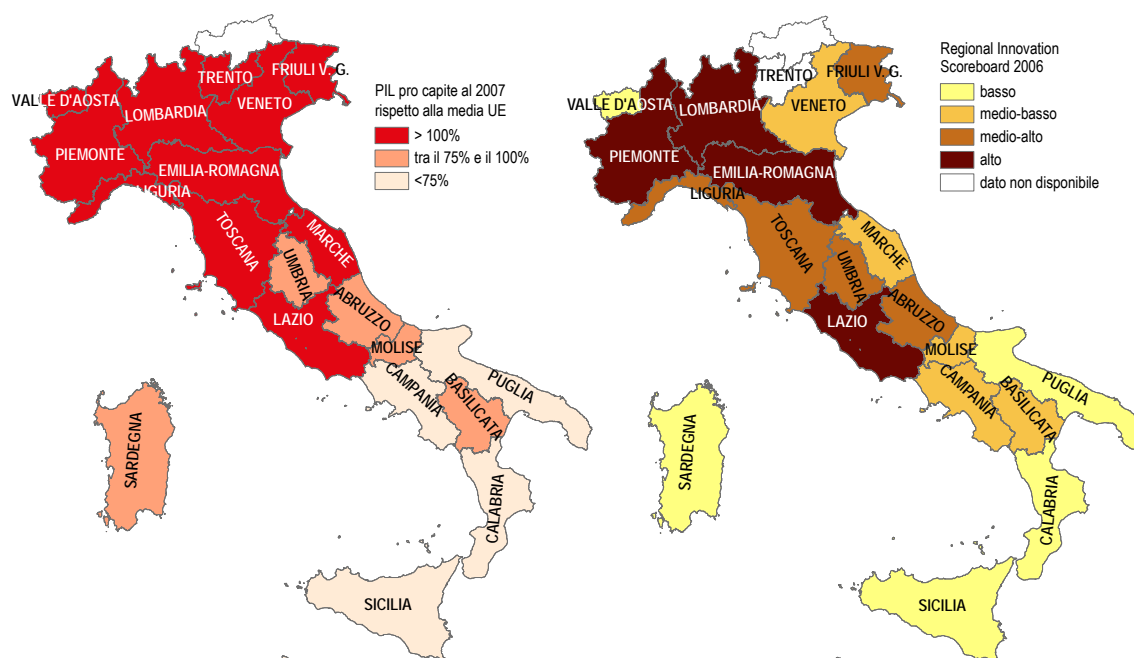 PIL pro capite al 2007
rispetto alla media UE
> 100%
tra il 75% e il 100%
<75%
TRENTO
FRIULI V. G.
VALLE D'AOSTA
LOMBARDIA
VENETO
PIEMONTE
EMILIA-ROMAGNA
LIGURIA
TOSCANA
MARCHE
UMBRIA
LAZIO
ABRUZZO
MOLISE
CAMPANIA
PUGLIA
BASILICATA
SARDEGNA
CALABRIA
SICILIA
Regional Innovation
Scoreboard 2006
basso
medio-basso
medio-alto
alto
dato non disponibile
TRENTO
FRIULI V. G.
VALLE D'AOSTA
LOMBARDIA
VENETO
PIEMONTE
EMILIA-ROMAGNA
LIGURIA
TOSCANA
MARCHE
UMBRIA
LAZIO
ABRUZZO
MOLISE
CAMPANIA
PUGLIA
BASILICATA
SARDEGNA
CALABRIA
SICILIA